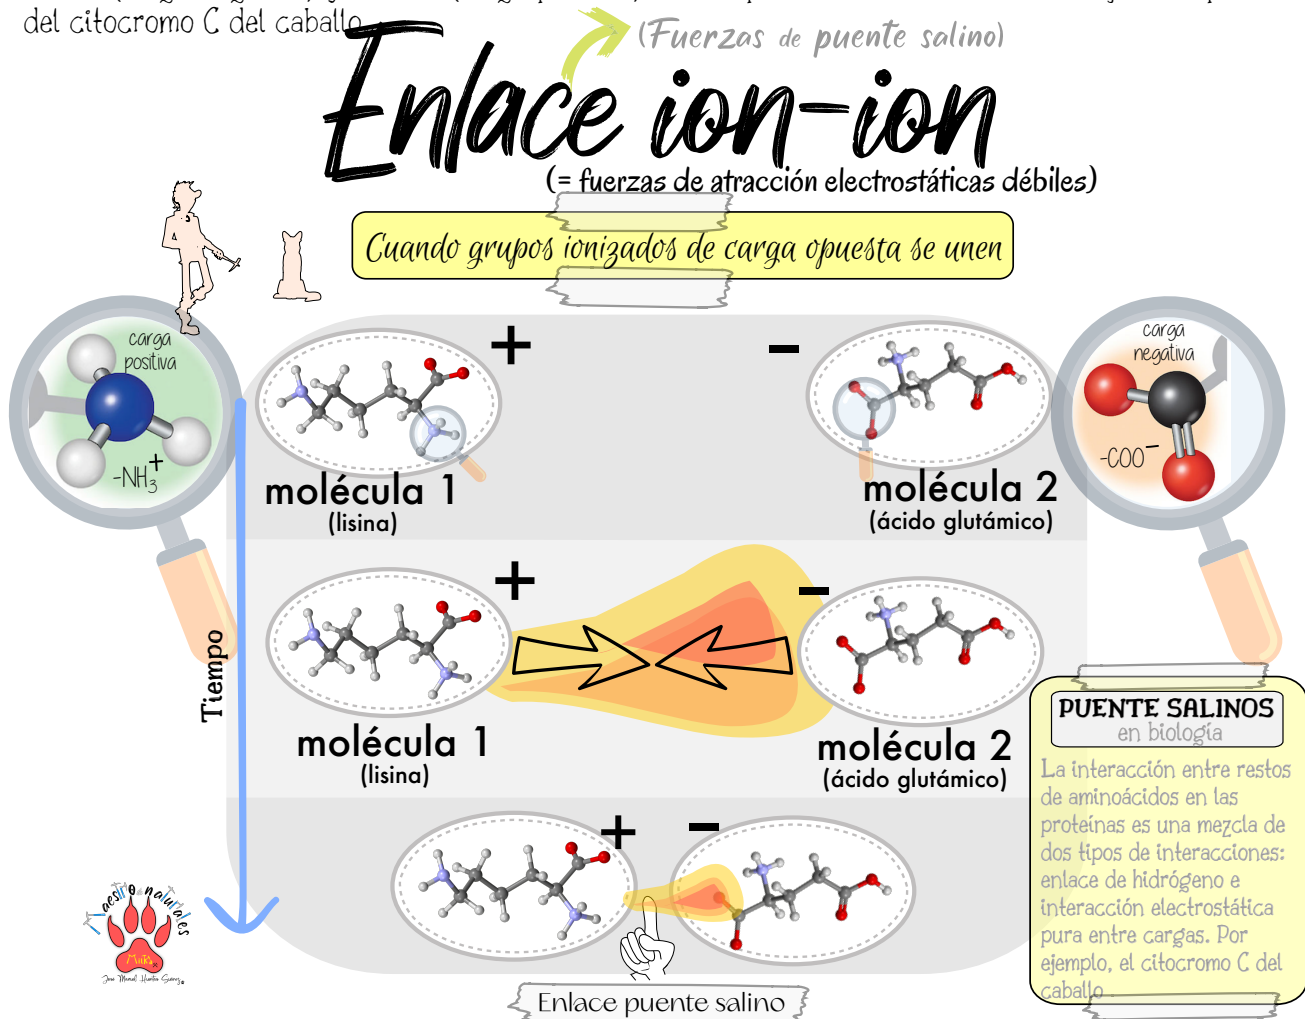 del citocromo C del caballo
(Fuerzas de puente salino)
Enlace ion-ion
(= fuerzas de atracción electrostáticas débiles)
Cuando grupos ionizados de carga opuesta se unen
carga
positiva
-NH3+
+
-
carga
negativa
-COO-
molécula 1
(lisina)
molécula 2
(ácido glutámico)
Tiempo
+
-
molécula 1
(lisina)
molécula 2
(ácido glutámico)
+
-
Enlace puente salino
PUENTE SALINOS
en biología
La interacción entre restos
de aminoácidos en las
proteínas es una mezcla de
dos tipos de interacciones:
enlace de hidrógeno e
interacción electrostática
pura entre cargas. Por
ejemplo, el citocromo C del
caballo